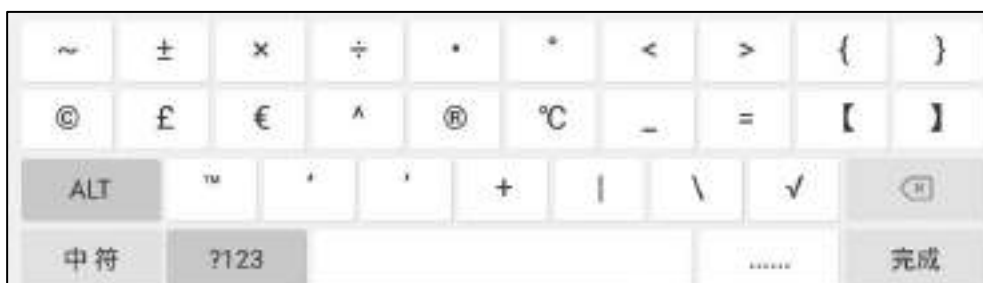 ~ ± × ÷ • ° < > { }
© £ € ^ ® ℃ _ = 【 】
ALT ™ ‘ ’ + | \ √
中符 ?123 …… 完成